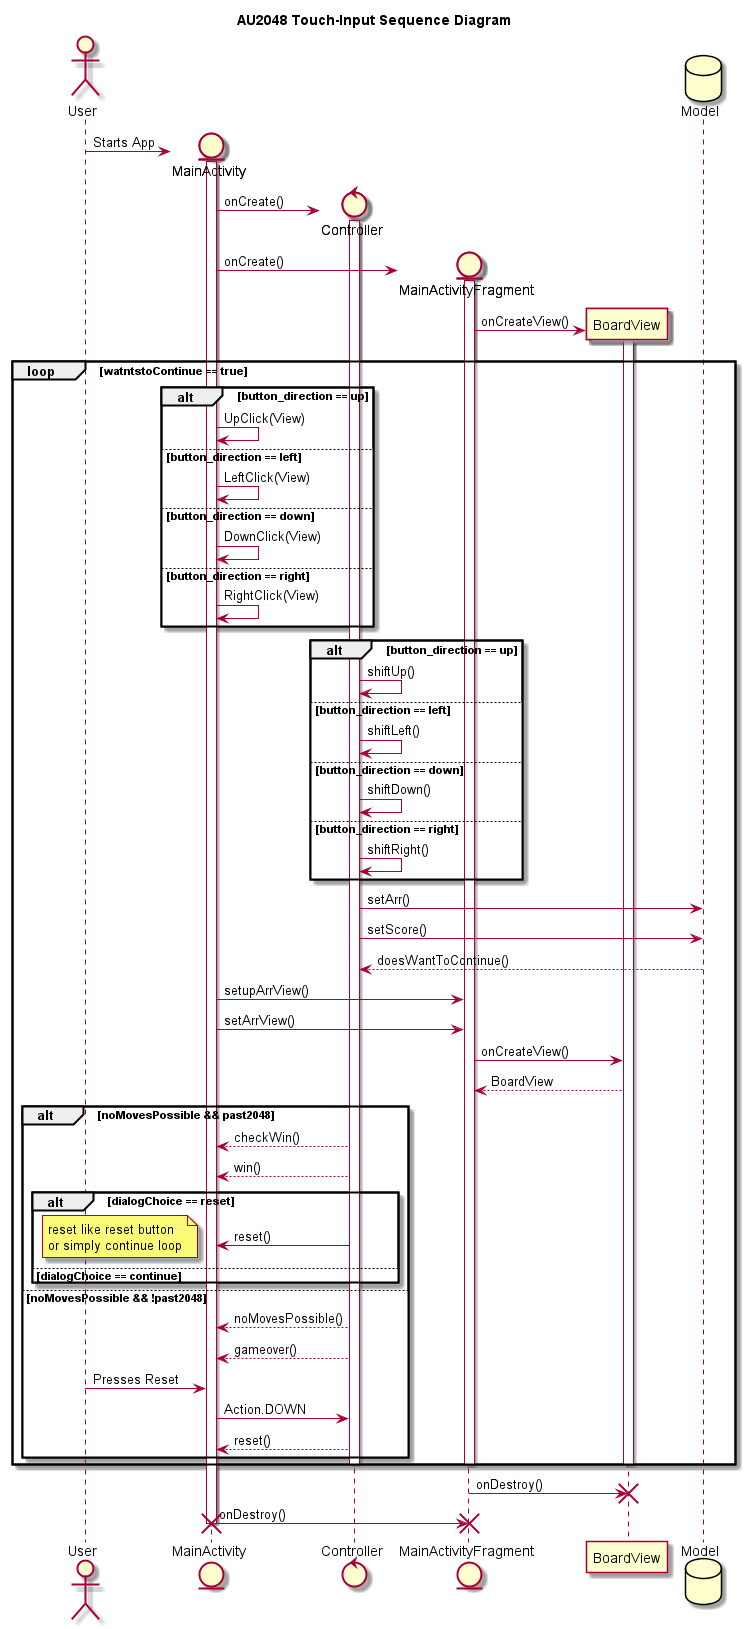 AU2048 Touch-Input Sequence Diagram
User
Model
Starts App
MainActivity
onCreate()
Controller
onCreate()
MainActivityFragment
onCreateView()
BoardView
loop [watntstoContinue == true]
alt [button_direction == up]
UpClick(View)
[button_direction == left]
LeftClick(View)
[button_direction == down]
DownClick(View)
[button_direction == right]
RightClick(View)
alt [button_direction == up]
shiftUp()
[button_direction == left]
shiftLeft()
[button_direction == down]
shiftDown()
[button_direction == right]
shiftRight()
setArr()
setScore()
doesWantToContinue()
setupArrView()
setArrView()
onCreateView()
BoardView
alt [noMovesPossible && past2048]
checkWin()
win()
alt [dialogChoice == reset]
reset like reset button
or simply continue loop
reset()
[dialogChoice == continue]
[noMovesPossible && !past2048]
noMovesPossible()
gameover()
Presses Reset
Action.DOWN
reset()
onDestroy()
onDestroy()
User
MainActivity
Controller
MainActivityFragment
BoardView
Model